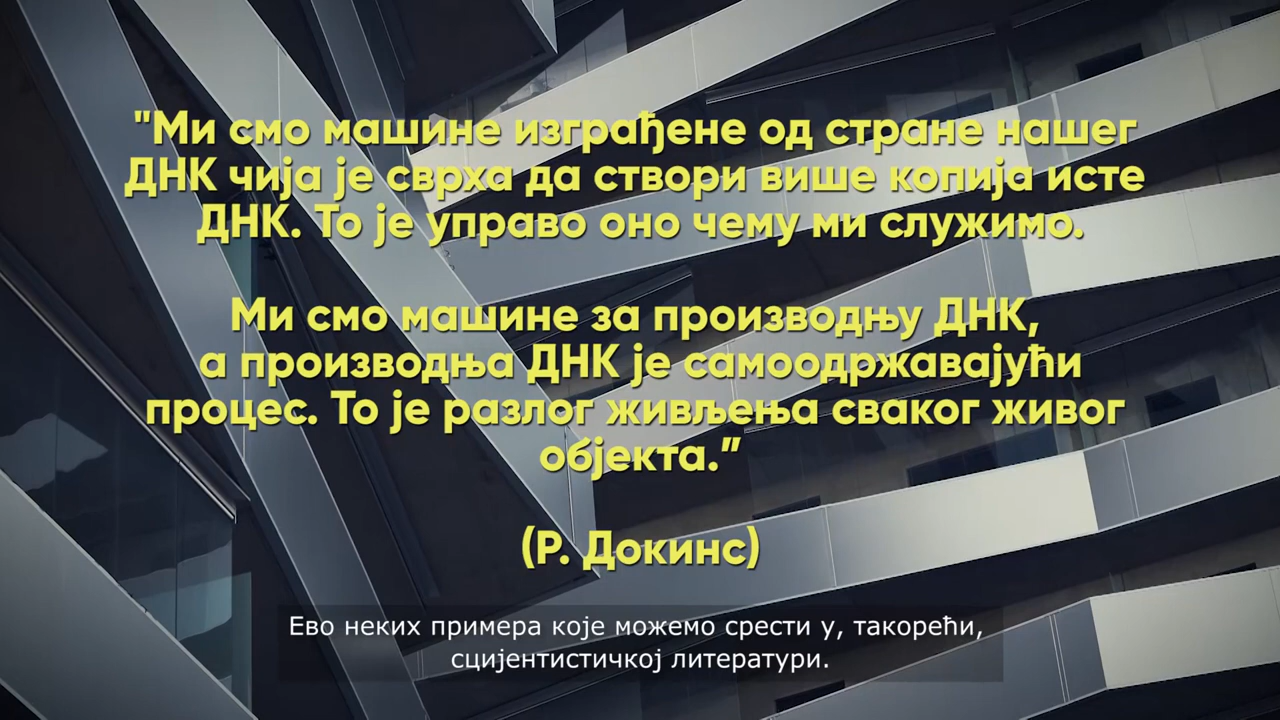 "Ми смо машине изграђене од стране нашег
ДНК чија је сврха да створи више копија исте
ДНК. То је управо оно чему ми служимо.
Ми смо машине за производњу ДНК,
а производња ДНК је самоодржавајући
процес. То је разлог живљења сваког живог
објекта.”
(Р. Докинс)
Ево неких примера које можемо срести у, такорећи,
сцијентистичкој литератури.